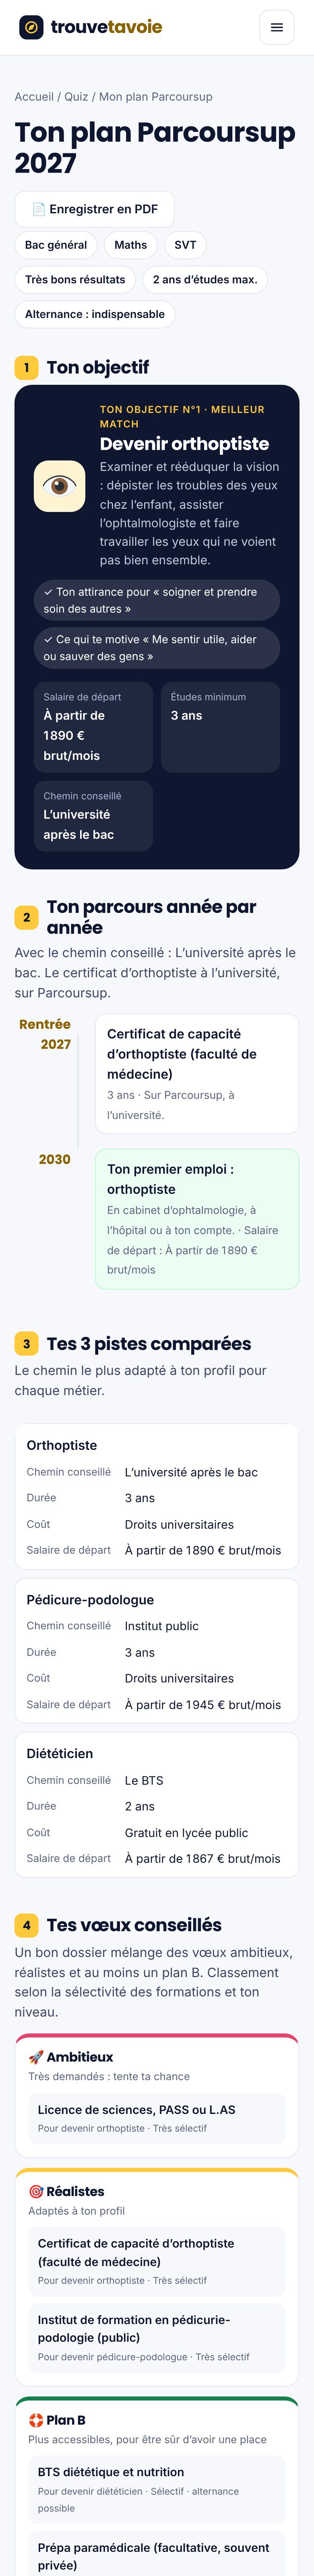 trouvetavoie
Accueil / Quiz / Mon plan Parcoursup
Ton plan Parcoursup
2027
📄 Enregistrer en PDF
Bac général
Maths
SVT
Très bons résultats
2 ans d’études max.
Alternance : indispensable
1
Ton objectif
TON OBJECTIF N°1 · MEILLEUR
MATCH
Devenir orthoptiste
Examiner et rééduquer la vision
: dépister les troubles des yeux
chez l’enfant, assister
l’ophtalmologiste et faire
travailler les yeux qui ne voient
pas bien ensemble.
✓ Ton attirance pour « soigner et prendre
soin des autres »
✓ Ce qui te motive « Me sentir utile, aider
ou sauver des gens »
Salaire de départ
À partir de
1 890 €
brut/mois
Études minimum
3 ans
Chemin conseillé
L’université
après le bac
2
Ton parcours année par
année
Avec le chemin conseillé : L’université après le
bac. Le certificat d’orthoptiste à l’université,
sur Parcoursup.
Rentrée
2027
Certificat de capacité
d’orthoptiste (faculté de
médecine)
3 ans · Sur Parcoursup, à
l’université.
2030
Ton premier emploi :
orthoptiste
En cabinet d’ophtalmologie, à
l’hôpital ou à ton compte. · Salaire
de départ : À partir de 1 890 €
brut/mois
3
Tes 3 pistes comparées
Le chemin le plus adapté à ton profil pour
chaque métier.
Orthoptiste
Chemin conseillé L’université après le bac
Durée 3 ans
Coût Droits universitaires
Salaire de départ À partir de 1 890 € brut/mois
Pédicure-podologue
Chemin conseillé Institut public
Durée 3 ans
Coût Droits universitaires
Salaire de départ À partir de 1 945 € brut/mois
Diététicien
Chemin conseillé Le BTS
Durée 2 ans
Coût Gratuit en lycée public
Salaire de départ À partir de 1 867 € brut/mois
4
Tes vœux conseillés
Un bon dossier mélange des vœux ambitieux,
réalistes et au moins un plan B. Classement
selon la sélectivité des formations et ton
niveau.
🚀 Ambitieux
Très demandés : tente ta chance
Licence de sciences, PASS ou L.AS
Pour devenir orthoptiste · Très sélectif
🎯 Réalistes
Adaptés à ton profil
Certificat de capacité d’orthoptiste
(faculté de médecine)
Pour devenir orthoptiste · Très sélectif
Institut de formation en pédicurie-
podologie (public)
Pour devenir pédicure-podologue · Très sélectif
🛟 Plan B
Plus accessibles, pour être sûr d’avoir une place
BTS diététique et nutrition
Pour devenir diététicien · Sélectif · alternance
possible
Prépa paramédicale (facultative, souvent
privée)